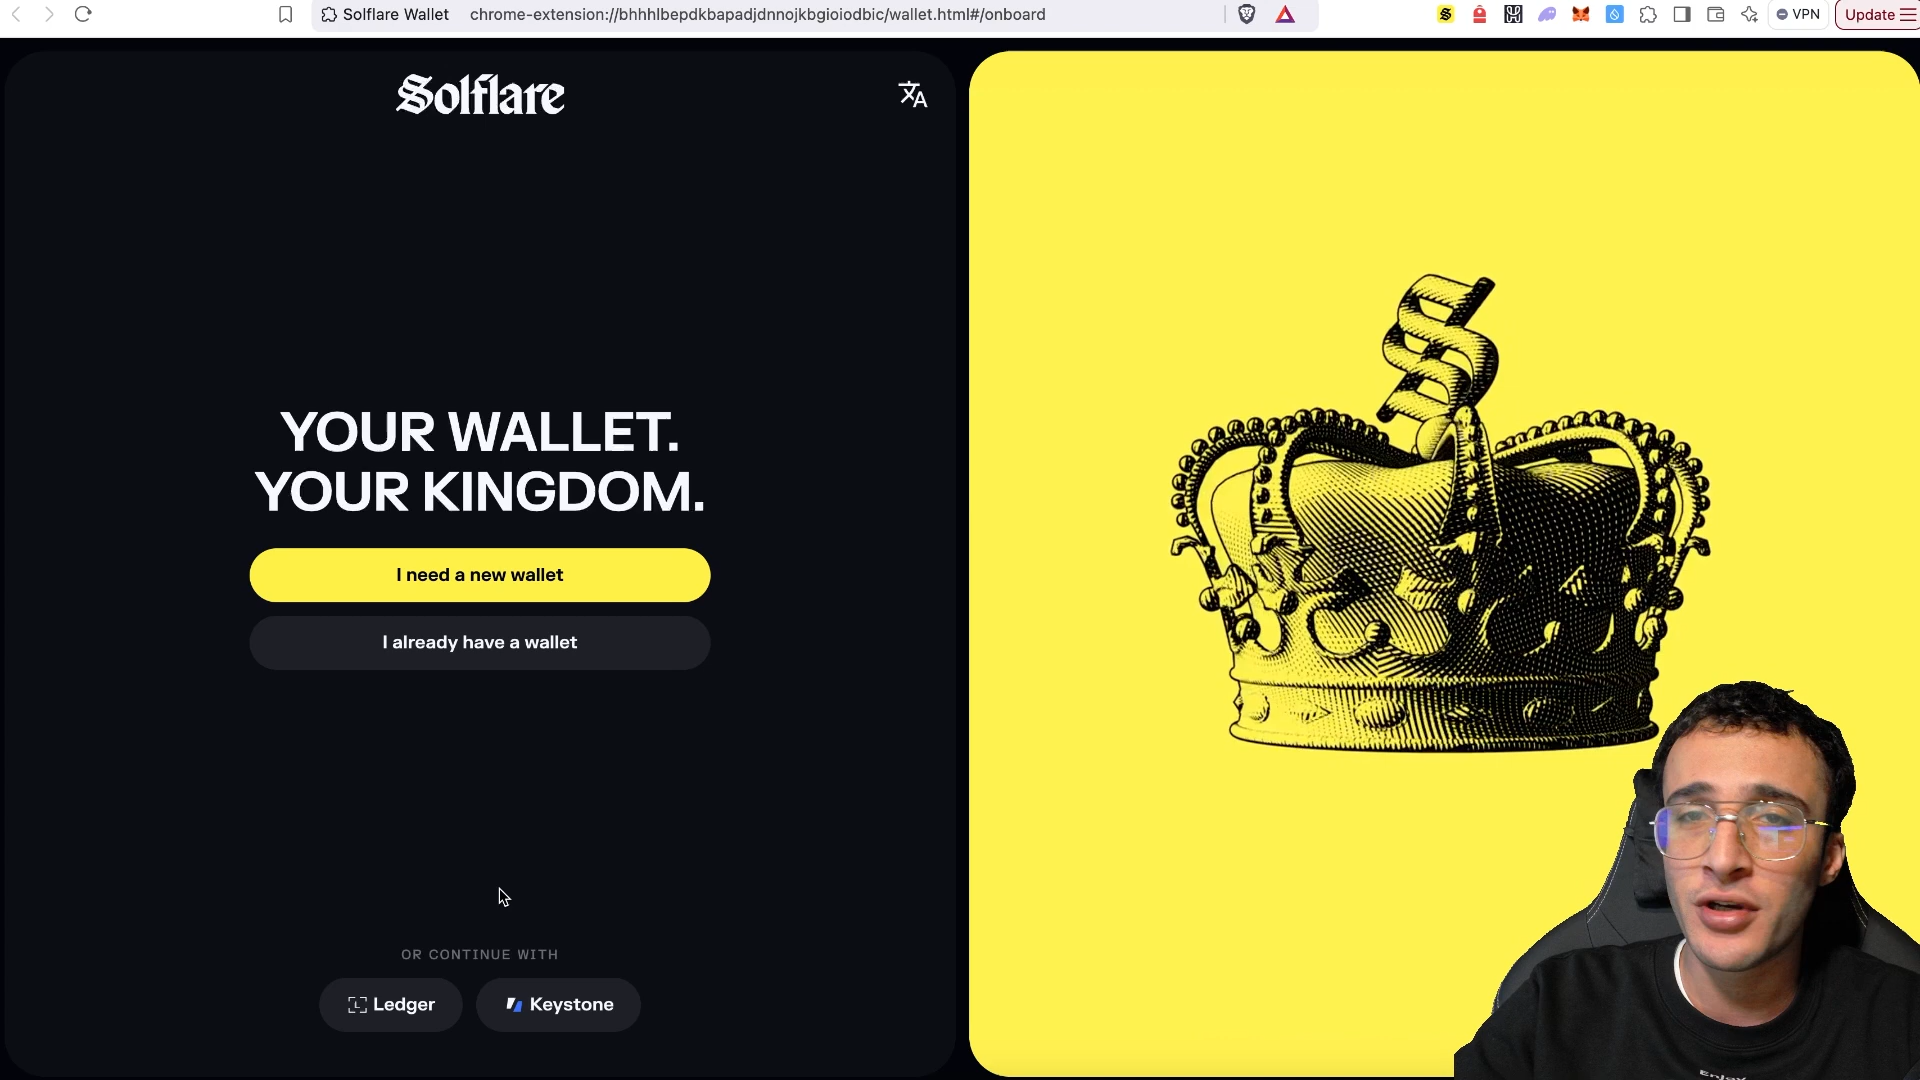 Solflare Wallet chrome-extension://bhhhlbepdkbapadjdnnojkbgioiodbic/wallet.html#/onboard VPN Update
Solflare
YOUR WALLET.
YOUR KINGDOM.
I need a new wallet
I already have a wallet
OR CONTINUE WITH
Ledger
Keystone
Enjoy